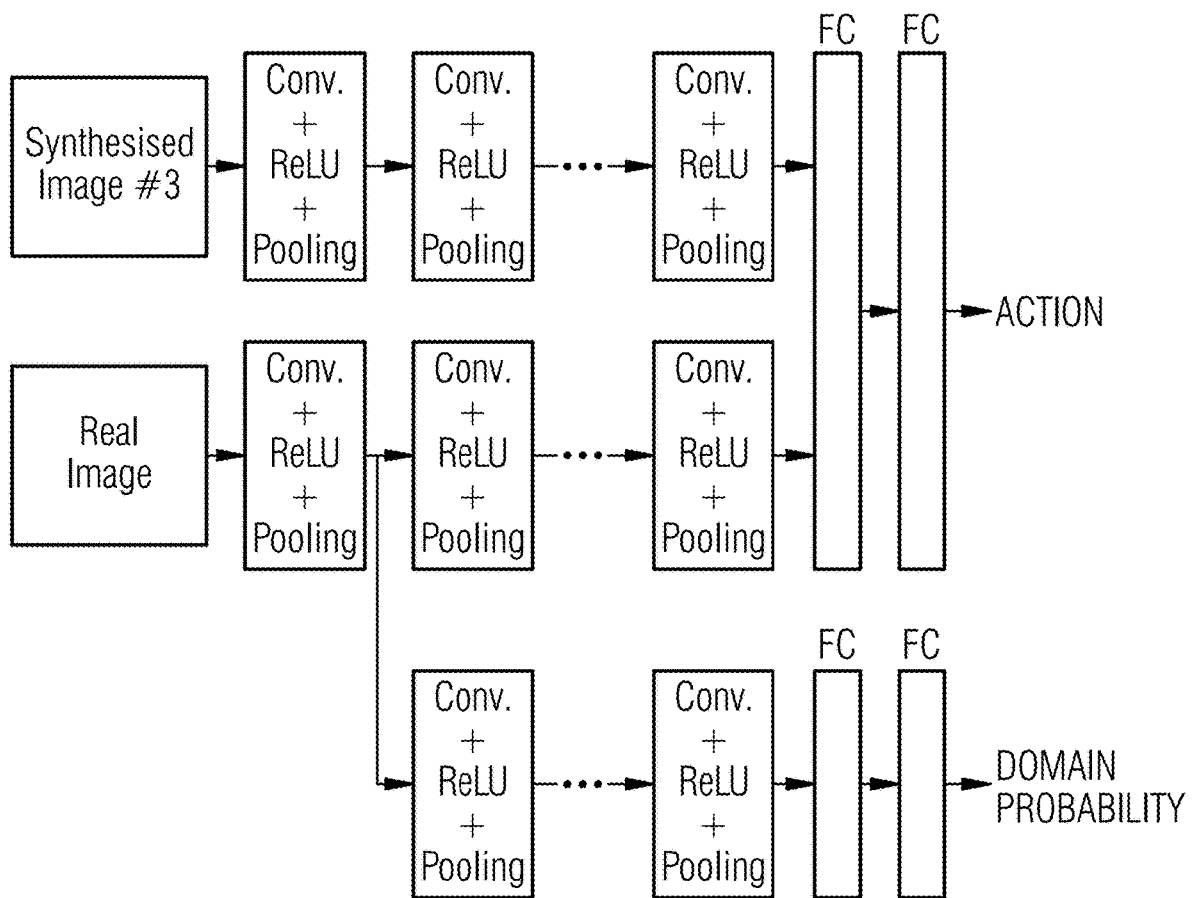 FC
FC
Synthesised
Image #3
Conv.
+
ReLU
+
Pooling
Conv.
+
ReLU
+
Pooling
•••
Conv.
+
ReLU
+
Pooling
ACTION
Real
Image
Conv.
+
ReLU
+
Pooling
Conv.
+
ReLU
+
Pooling
•••
Conv.
+
ReLU
+
Pooling
FC
FC
Conv.
+
ReLU
+
Pooling
•••
Conv.
+
ReLU
+
Pooling
DOMAIN
PROBABILITY